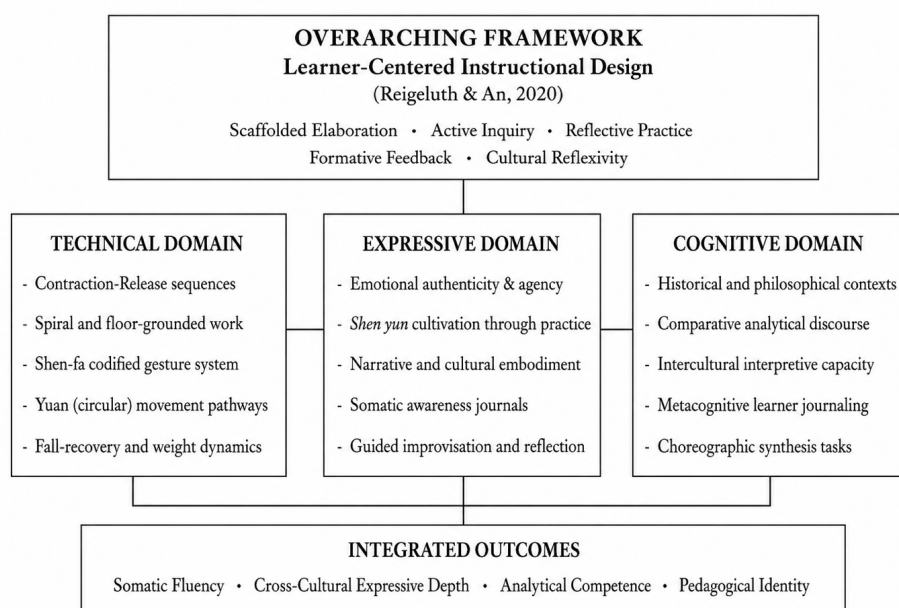 OVERARCHING FRAMEWORK
Learner-Centered Instructional Design
(Reigeluth & An, 2020)
Scaffolded Elaboration • Active Inquiry • Reflective Practice
Formative Feedback • Cultural Reflexivity
TECHNICAL DOMAIN
- Contraction-Release sequences
- Spiral and floor-grounded work
- Shen-fa codified gesture system
- Yuan (circular) movement pathways
- Fall-recovery and weight dynamics
EXPRESSIVE DOMAIN
- Emotional authenticity & agency
- Shen yun cultivation through practice
- Narrative and cultural embodiment
- Somatic awareness journals
- Guided improvisation and reflection
COGNITIVE DOMAIN
- Historical and philosophical contexts
- Comparative analytical discourse
- Intercultural interpretive capacity
- Metacognitive learner journaling
- Choreographic synthesis tasks
INTEGRATED OUTCOMES
Somatic Fluency • Cross-Cultural Expressive Depth • Analytical Competence • Pedagogical Identity